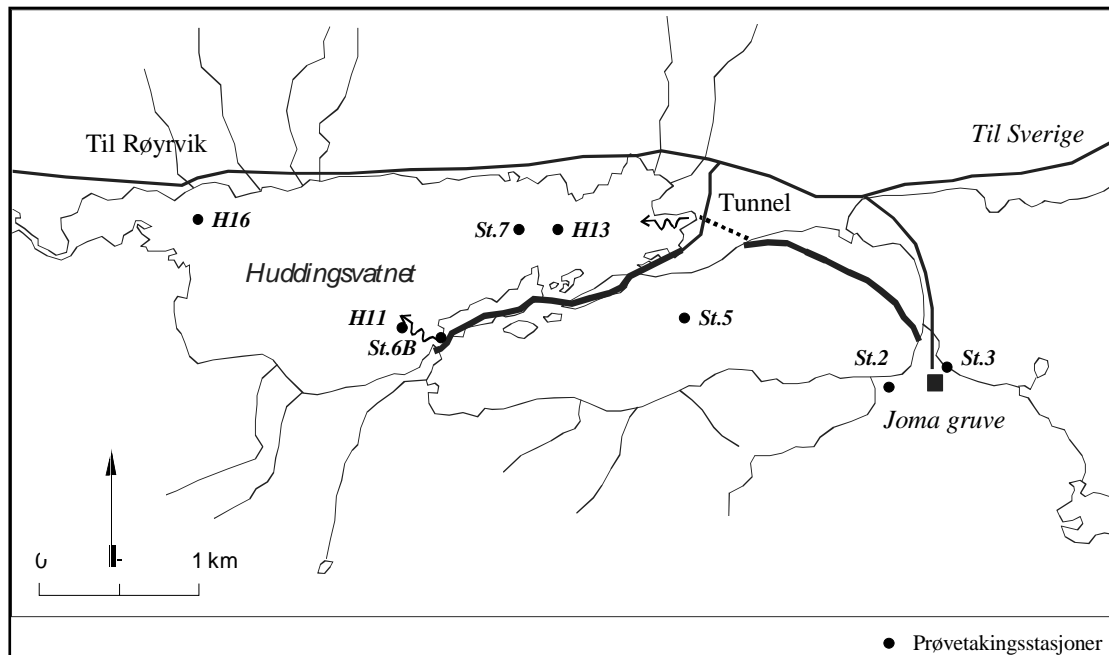 Til Røyrvik
Til Sverige
Tunnel
H16
St.7
H13
Huddingsvatnet
H11
St.6B
St.5
St.2
St.3
Joma gruve
0 1 km
Prøvetakingsstasjoner